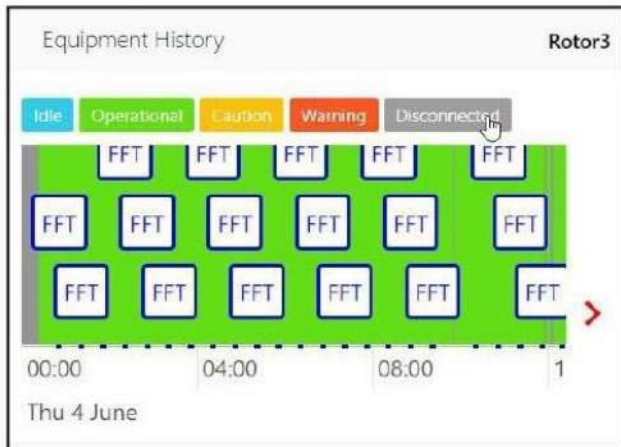 Equipment History Rotor3
Idle Operational Caution Warning Disconnected
FFT FFT FFT FFT FFT
FFT FFT FFT FFT FFT FFT
FFT FFT FFT FFT FFT FFT
00:00 04:00 08:00 1
Thu 4 June